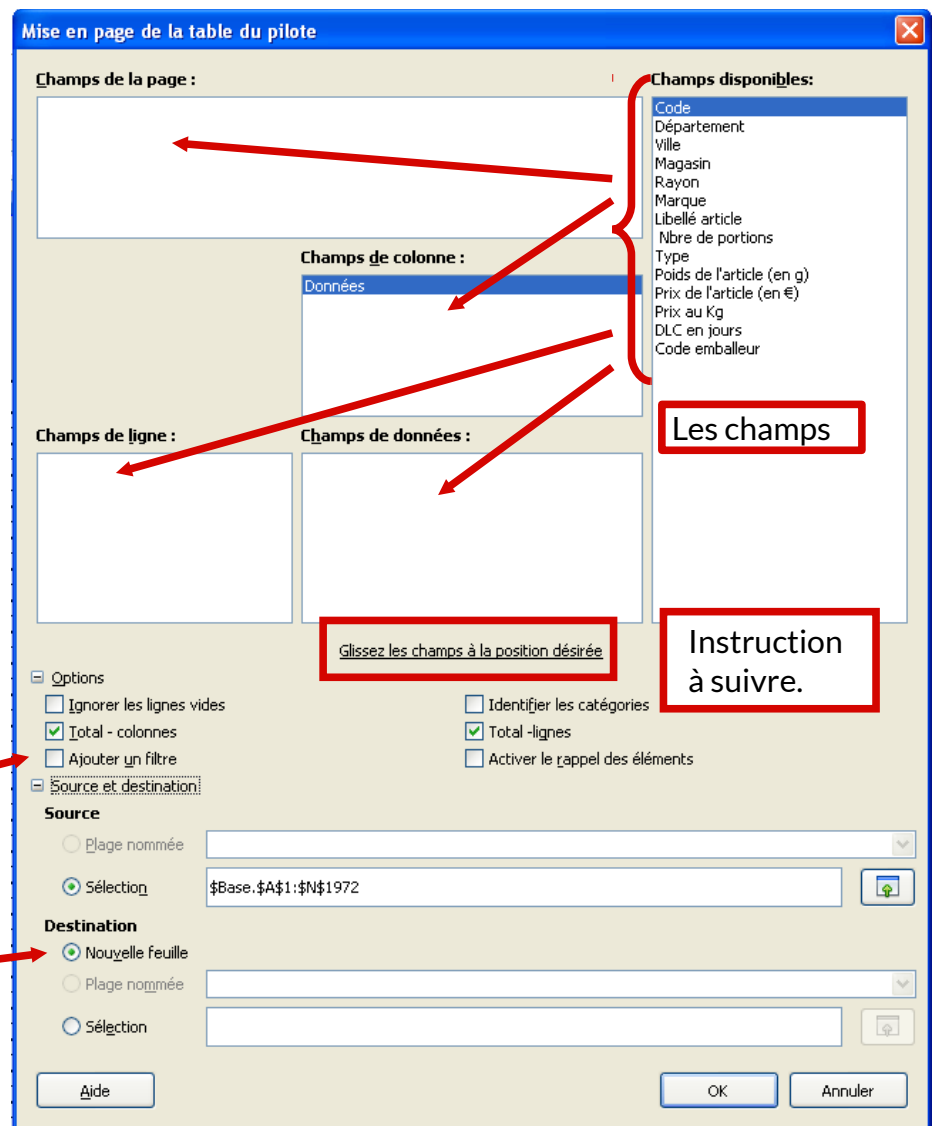 Mise en page de la table du pilote
Champs de la page :
Champs disponibles:
Code
Département
Ville
Magasin
Rayon
Marque
Libellé article
Nbre de portions
Type
Poids de l'article (en g)
Prix de l'article (en €)
Prix au Kg
DLC en jours
Code emballeur
Champs de colonne :
Données
Les champs
Champs de ligne :
Champs de données :
Glissez les champs à la position désirée
Instruction
à suivre.
Options
Ignorer les lignes vides
Identifier les catégories
Total - colonnes
Total -lignes
Ajouter un filtre
Activer le rappel des éléments
Source et destination
Source
Plage nommée
Sélection
$Base.$A$1:$N$1972
Destination
Nouvelle feuille
Plage nommée
Sélection
Aide
OK
Annuler